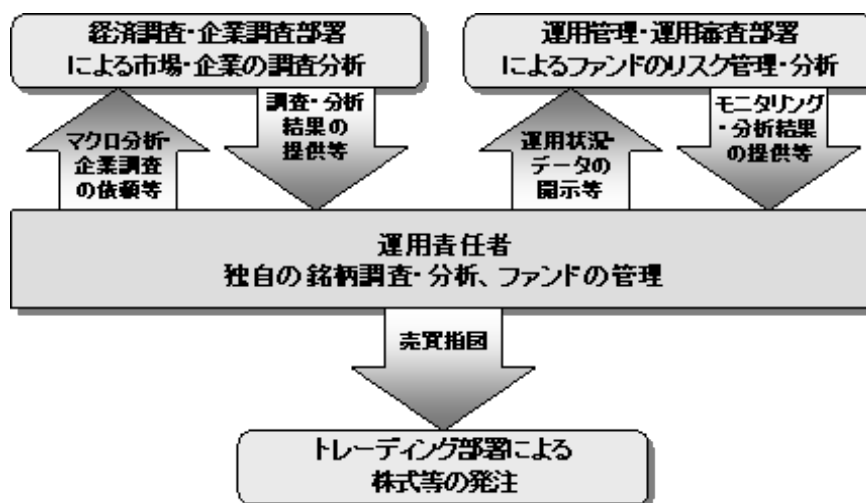 経済調査・企業調査部署
による市場・企業の調査分析
運用管理・運用審査部署
によるファンドのリスク管理・分析
マクロ分析・
企業調査
の依頼等
調査・分析
結果の
提供等
運用状況・
データの
開示等
モニタリング
・分析結果
の提供等
運用責任者
独自の銘柄調査・分析、ファンドの管理
売買指図
トレーディング部署による
株式等の発注